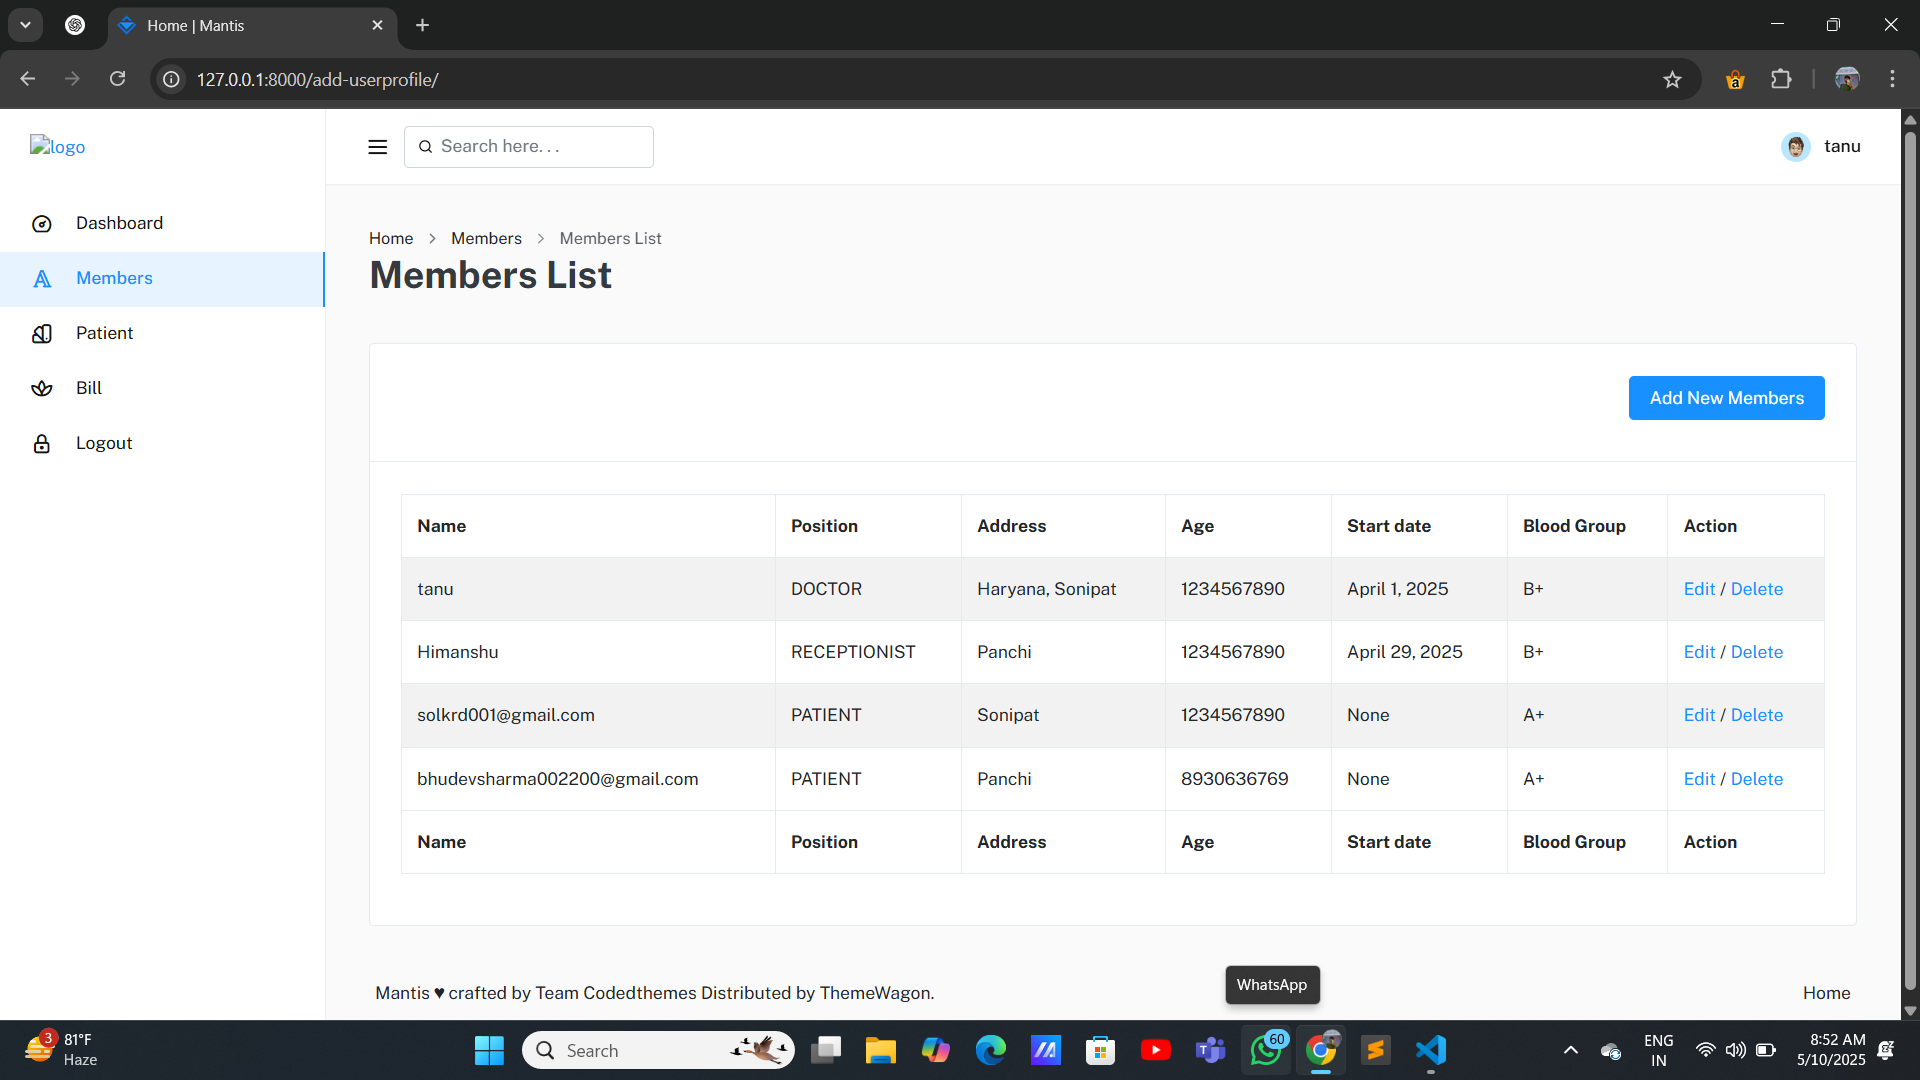 Home | Mantis
127.0.0.1:8000/add-userprofile/
logo
Search here. . .
tanu
Dashboard
Members
Patient
Bill
Logout
Home > Members > Members List
Members List
Add New Members
Name Position Address Age Start date Blood Group Action
tanu DOCTOR Haryana, Sonipat 1234567890 April 1, 2025 B+ Edit / Delete
Himanshu RECEPTIONIST Panchi 1234567890 April 29, 2025 B+ Edit / Delete
solkrd001@gmail.com PATIENT Sonipat 1234567890 None A+ Edit / Delete
bhudevsharma002200@gmail.com PATIENT Panchi 8930636769 None A+ Edit / Delete
Name Position Address Age Start date Blood Group Action
WhatsApp
Mantis ♥ crafted by Team Codedthemes Distributed by ThemeWagon. Home
3
81°F
Haze
Search
60
ENG
IN
8:52 AM
5/10/2025